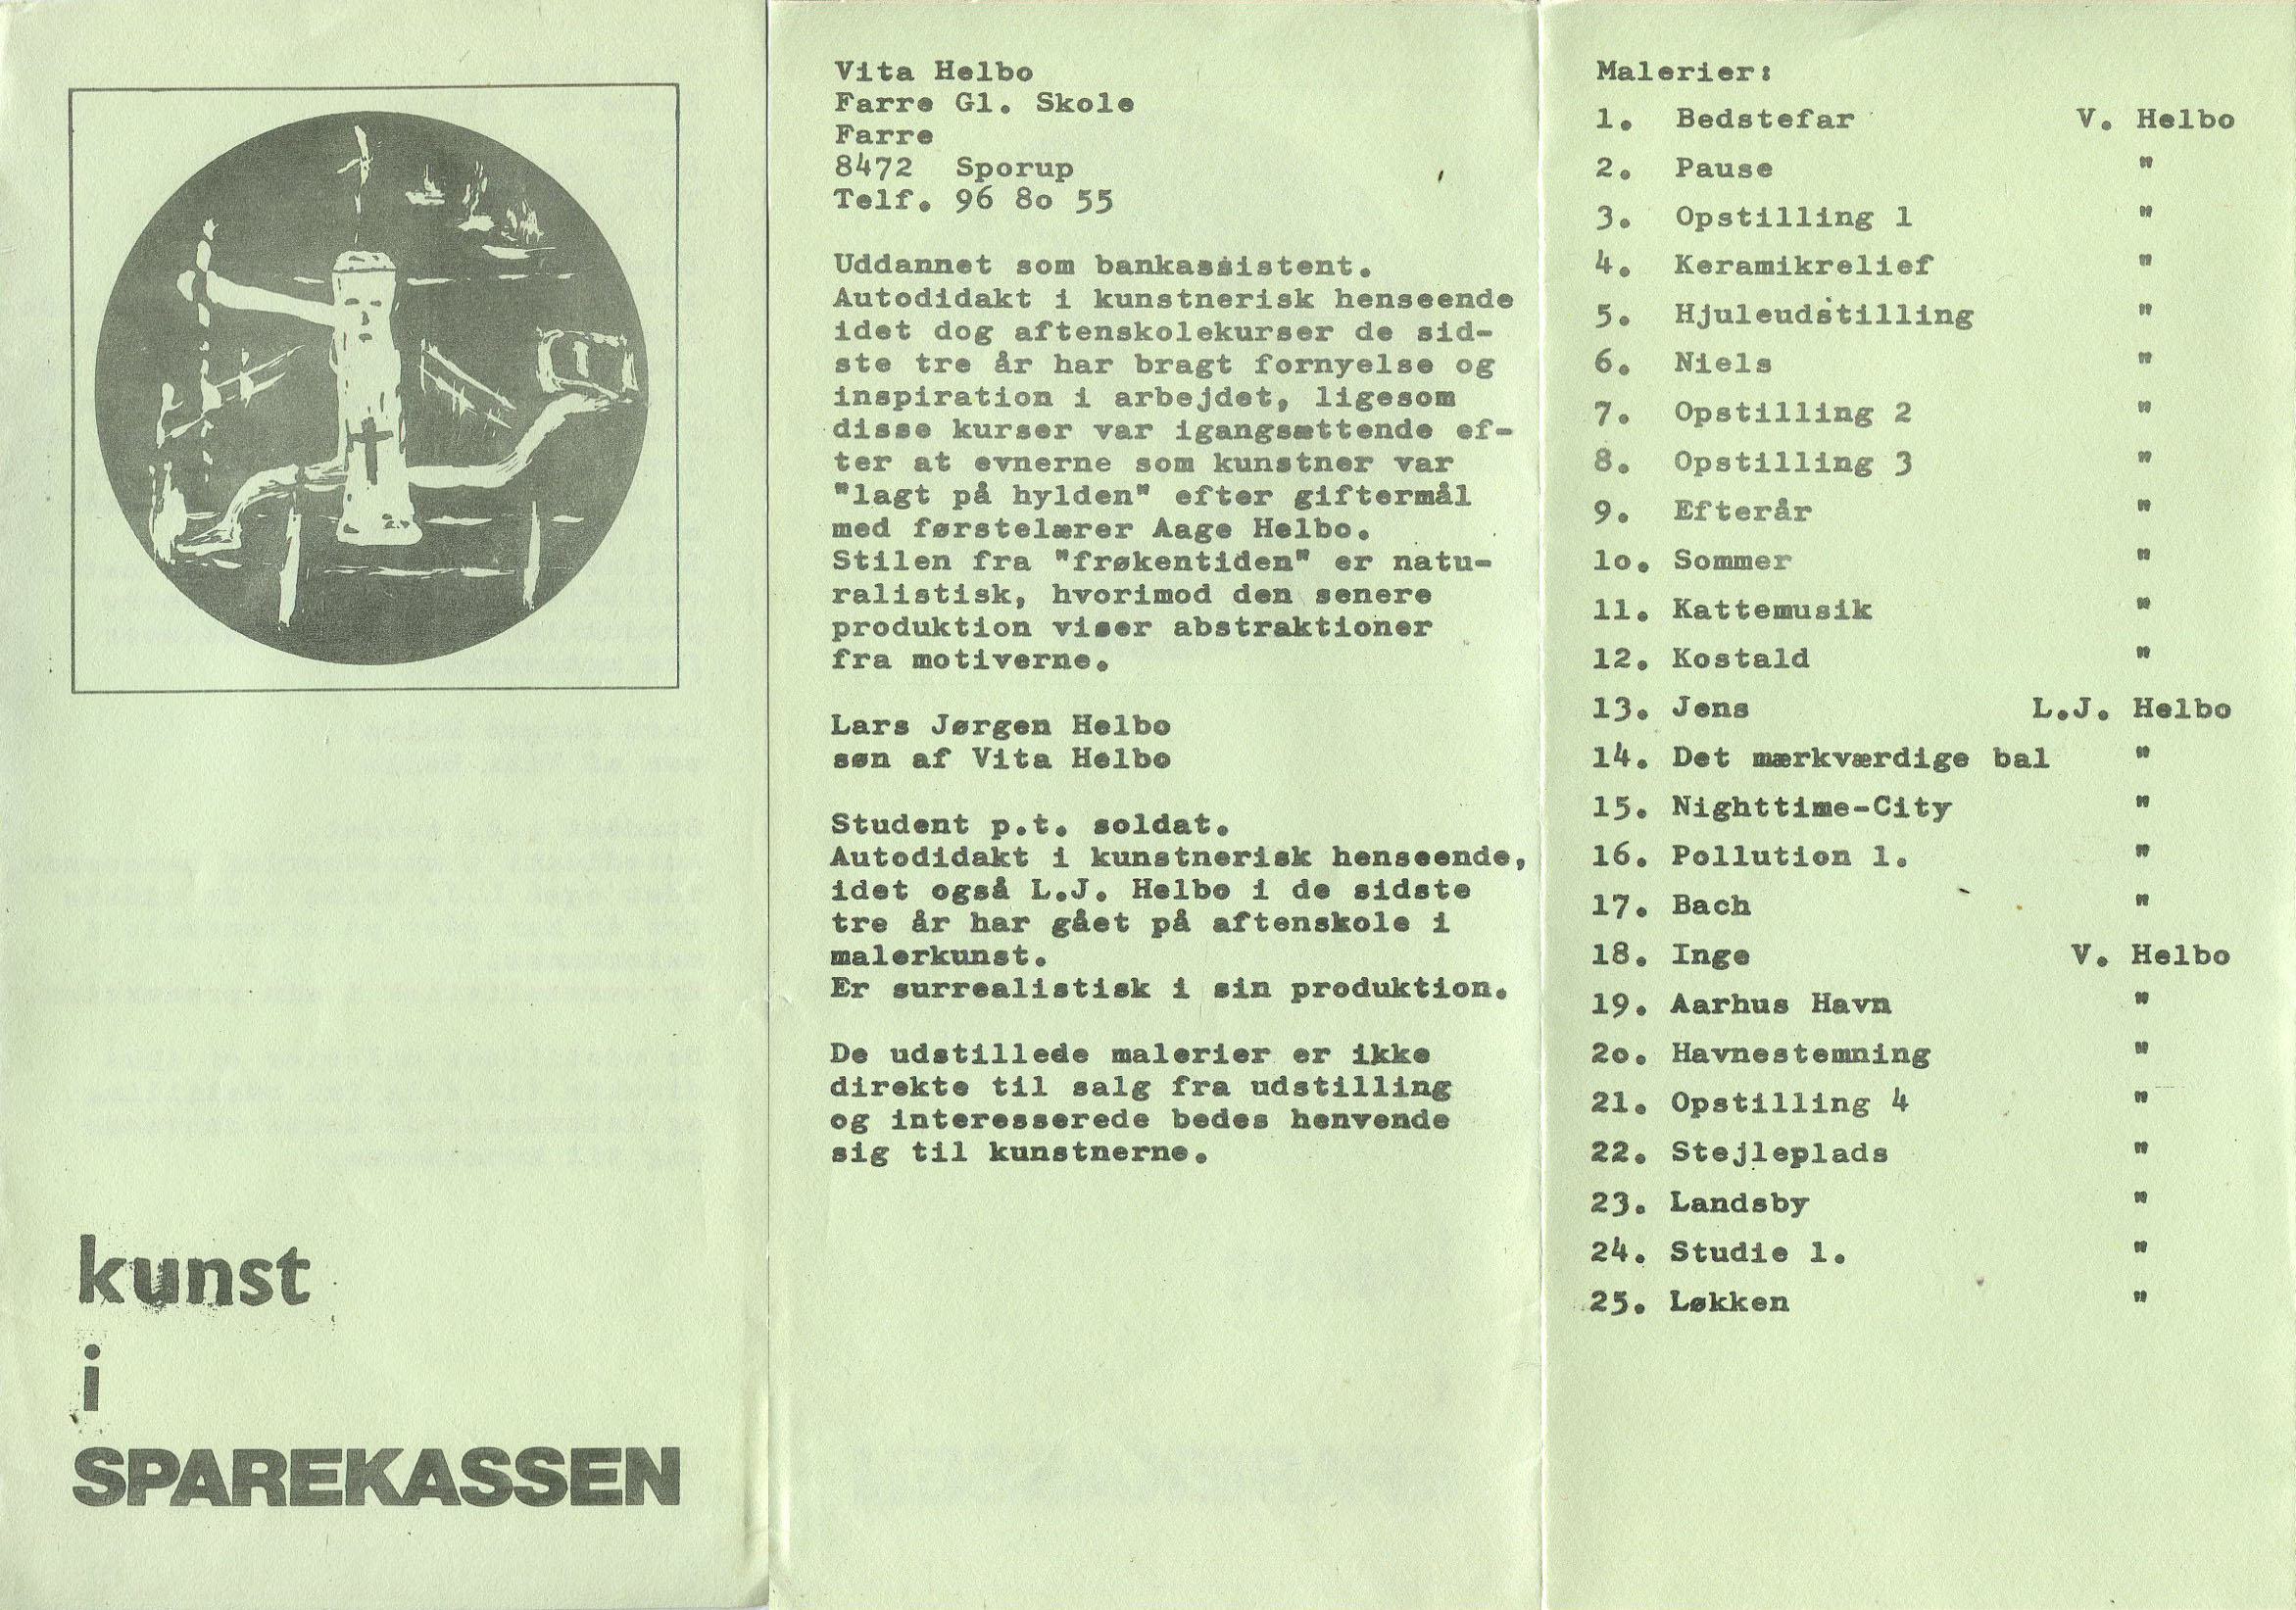 kunst
i
SPAREKASSEN
Vita Helbo
Farre Gl. Skole
Farre
8472  Sporup
Telf. 96 8o 55
Uddannet som bankassistent.
Autodidakt i kunstnerisk henseende
idet dog aftenskolekurser de sid-
ste tre år har bragt fornyelse og
inspiration i arbejdet, ligesom
disse kurser var igangsættende ef-
ter at evnerne som kunstner var
"lagt på hylden" efter giftermål
med førstelærer Aage Helbo.
Stilen fra "frøkentiden" er natu-
ralistisk, hvorimod den senere
produktion viser abstraktioner
fra motiverne.
Lars Jørgen Helbo
søn af Vita Helbo
Student p.t. soldat.
Autodidakt i kunstnerisk henseende,
idet også L.J. Helbo i de sidste
tre år har gået på aftenskole i
malerkunst.
Er surrealistisk i sin produktion.
De udstillede malerier er ikke
direkte til salg fra udstilling
og interesserede bedes henvende
sig til kunstnerne.
Malerier:
1. Bedstefar V. Helbo
2. Pause "
3. Opstilling 1 "
4. Keramikrelief "
5. Hjuleudstilling "
6. Niels "
7. Opstilling 2 "
8. Opstilling 3 "
9. Efterår "
1o. Sommer "
11. Kattemusik "
12. Kostald "
13. Jens L.J. Helbo
14. Det mærkværdige bal "
15. Nighttime-City "
16. Pollution 1. "
17. Bach "
18. Inge V. Helbo
19. Aarhus Havn "
2o. Havnestemning "
21. Opstilling 4 "
22. Stejleplads "
23. Landsby "
24. Studie 1. "
25. Løkken "